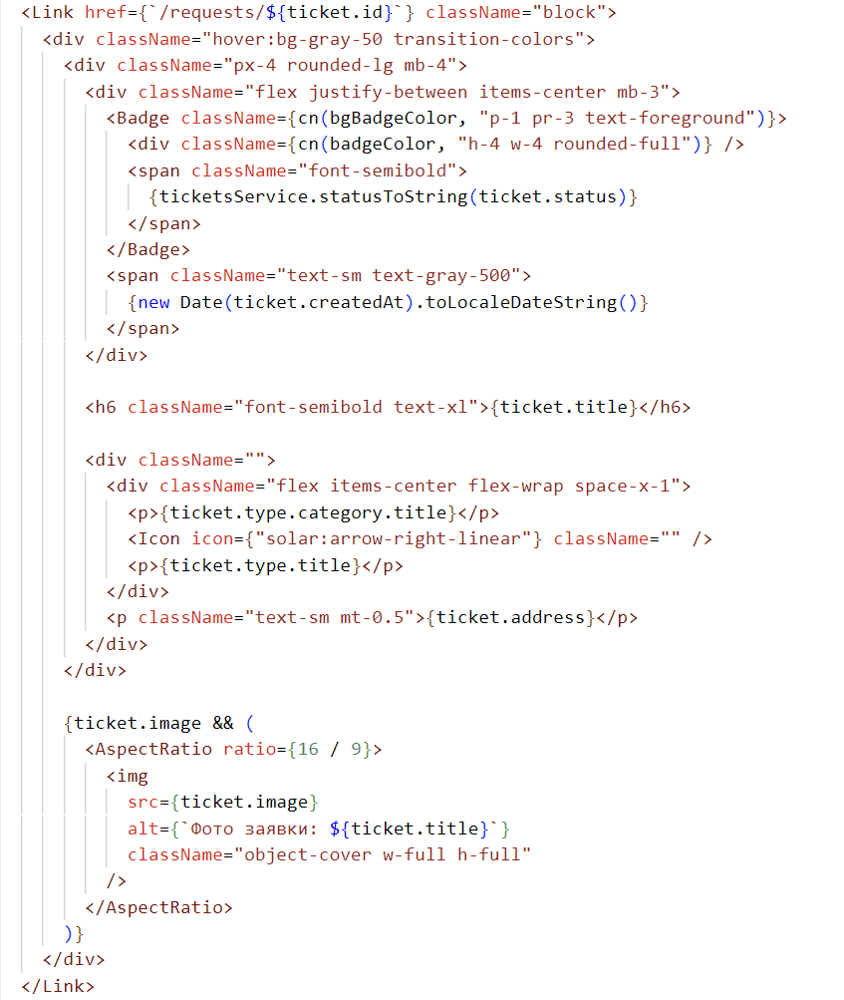 <Link href={`/requests/${ticket.id}`} className="block">
  <div className="hover:bg-gray-50 transition-colors">
    <div className="px-4 rounded-lg mb-4">
      <div className="flex justify-between items-center mb-3">
        <Badge className={cn(bgBadgeColor, "p-1 pr-3 text-foreground")}>
          <div className={cn(badgeColor, "h-4 w-4 rounded-full")} />
          <span className="font-semibold">
            {ticketsService.statusToString(ticket.status)}
          </span>
        </Badge>
        <span className="text-sm text-gray-500">
          {new Date(ticket.createdAt).toLocaleDateString()}
        </span>
      </div>

      <h6 className="font-semibold text-xl">{ticket.title}</h6>

      <div className="">
        <div className="flex items-center flex-wrap space-x-1">
          <p>{ticket.type.category.title}</p>
          <Icon icon={"solar:arrow-right-linear"} className="" />
          <p>{ticket.type.title}</p>
        </div>
        <p className="text-sm mt-0.5">{ticket.address}</p>
      </div>
    </div>

    {ticket.image && (
      <AspectRatio ratio={16 / 9}>
        <img
          src={ticket.image}
          alt={`Фото заявки: ${ticket.title}`}
          className="object-cover w-full h-full"
        />
      </AspectRatio>
    )}
  </div>
</Link>